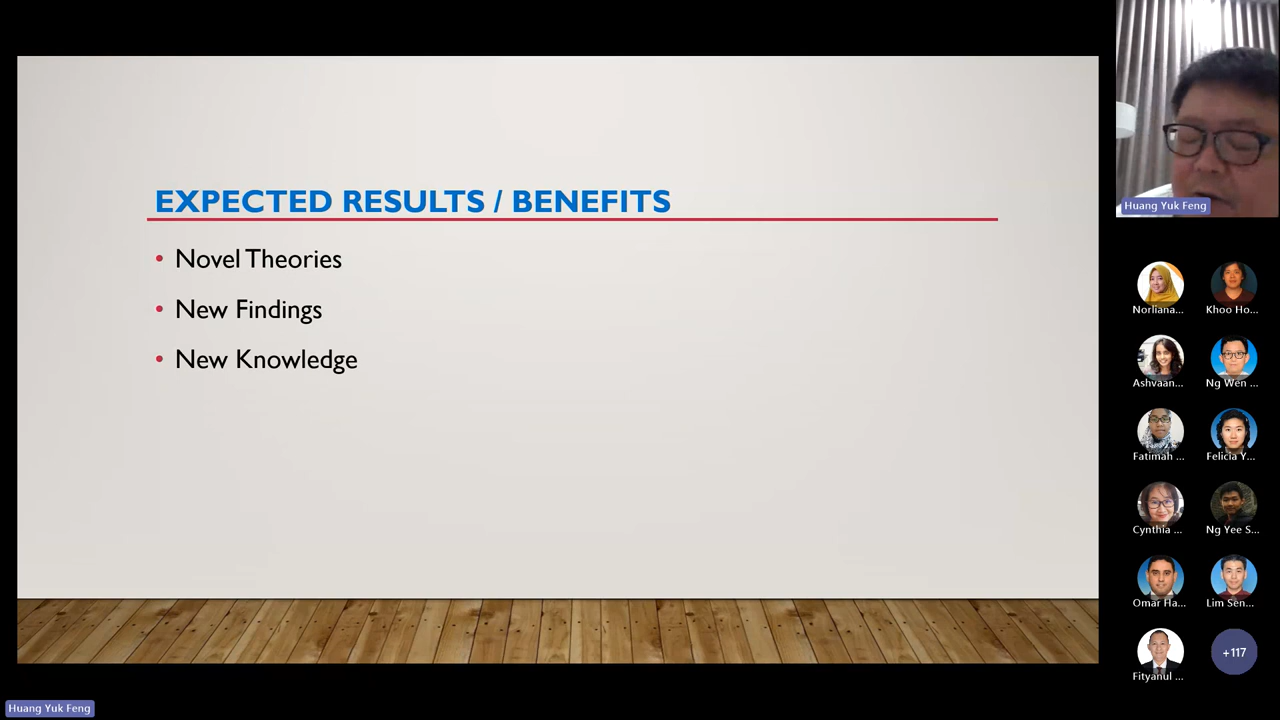 EXPECTED RESULTS / BENEFITS
• Novel Theories
• New Findings
• New Knowledge
Huang Yuk Feng
Norliana...
Khoo Ho...
Ashvaan...
Ng Wen ...
Fatimah ...
Felicia Y...
Cynthia ...
Ng Yee S...
Omar Ha...
Lim Sen...
Fityanul ...
+117
Huang Yuk Feng